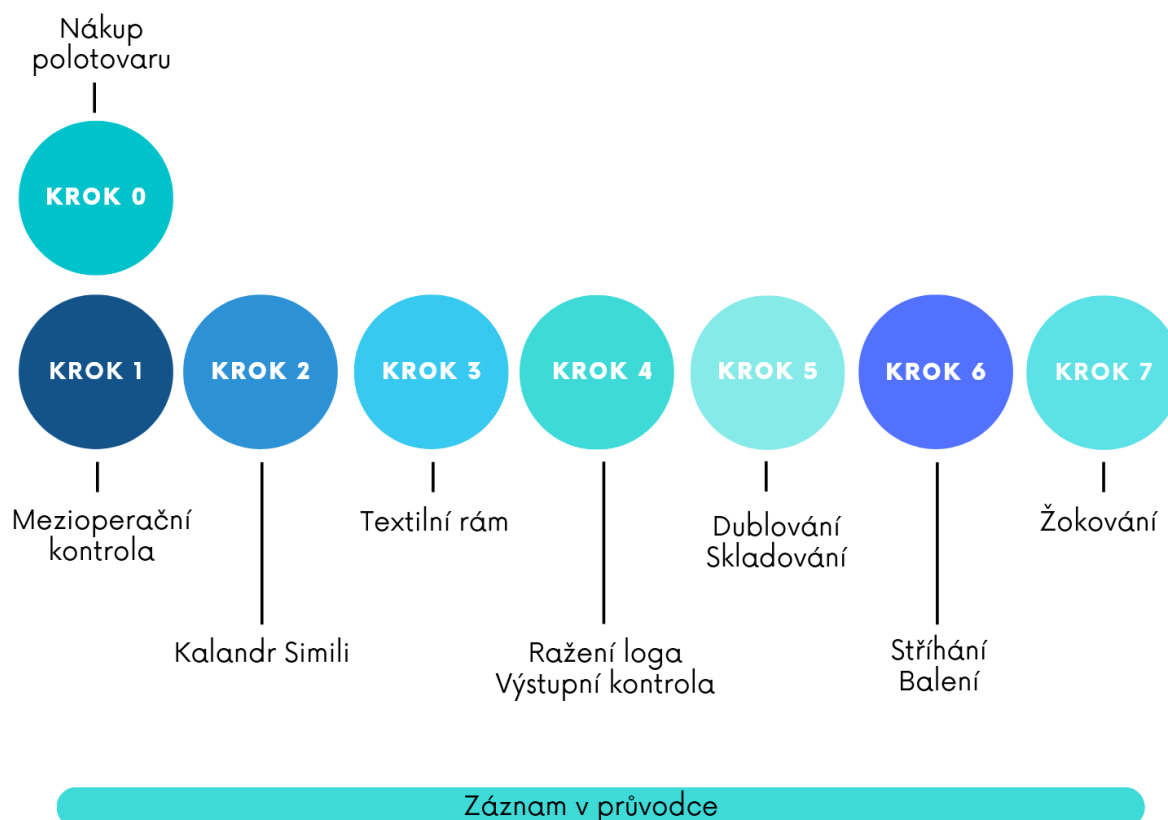 Nákup
polotovaru
KROK 0
KROK 1
KROK 2
KROK 3
KROK 4
KROK 5
KROK 6
KROK 7
Mezioperační
kontrola
Kalandr Simili
Textilní rám
Ražení loga
Výstupní kontrola
Dublování
Skladování
Stříhání
Balení
Žokování
Záznam v průvodce